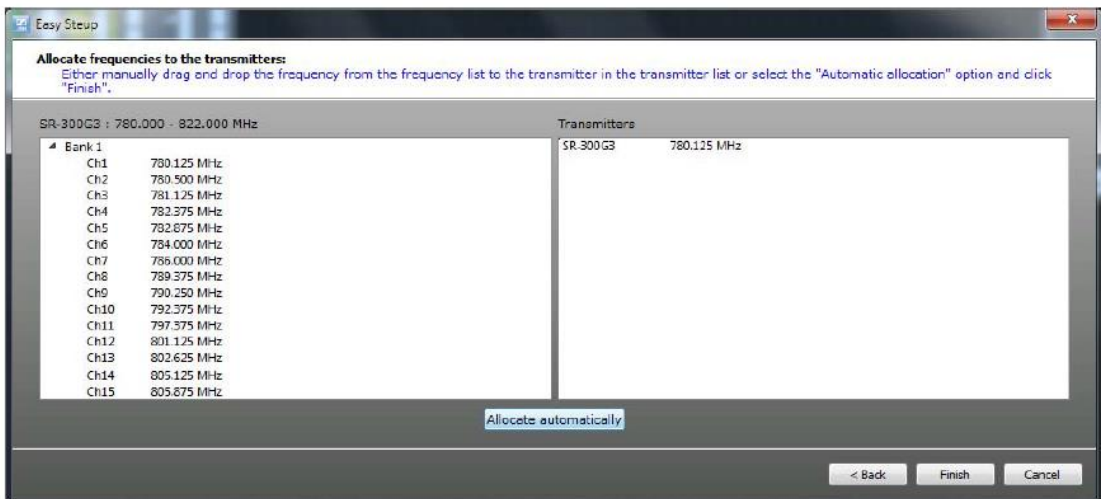 Easy Steup
Allocate frequencies to the transmitters:
Either manually drag and drop the frequency from the frequency list to the transmitter in the transmitter list or select the "Automatic allocation" option and click
"Finish".
SR-300G3 : 780.000 - 822.000 MHz
Bank 1
Ch1 780.125 MHz
Ch2 780.500 MHz
Ch3 781.125 MHz
Ch4 782.375 MHz
Ch5 782.875 MHz
Ch6 784.000 MHz
Ch7 786.000 MHz
Ch8 789.375 MHz
Ch9 790.250 MHz
Ch10 792.375 MHz
Ch11 797.375 MHz
Ch12 801.125 MHz
Ch13 802.625 MHz
Ch14 805.125 MHz
Ch15 805.875 MHz
Transmitters
SR-300G3 780.125 MHz
Allocate automatically
< Back Finish Cancel